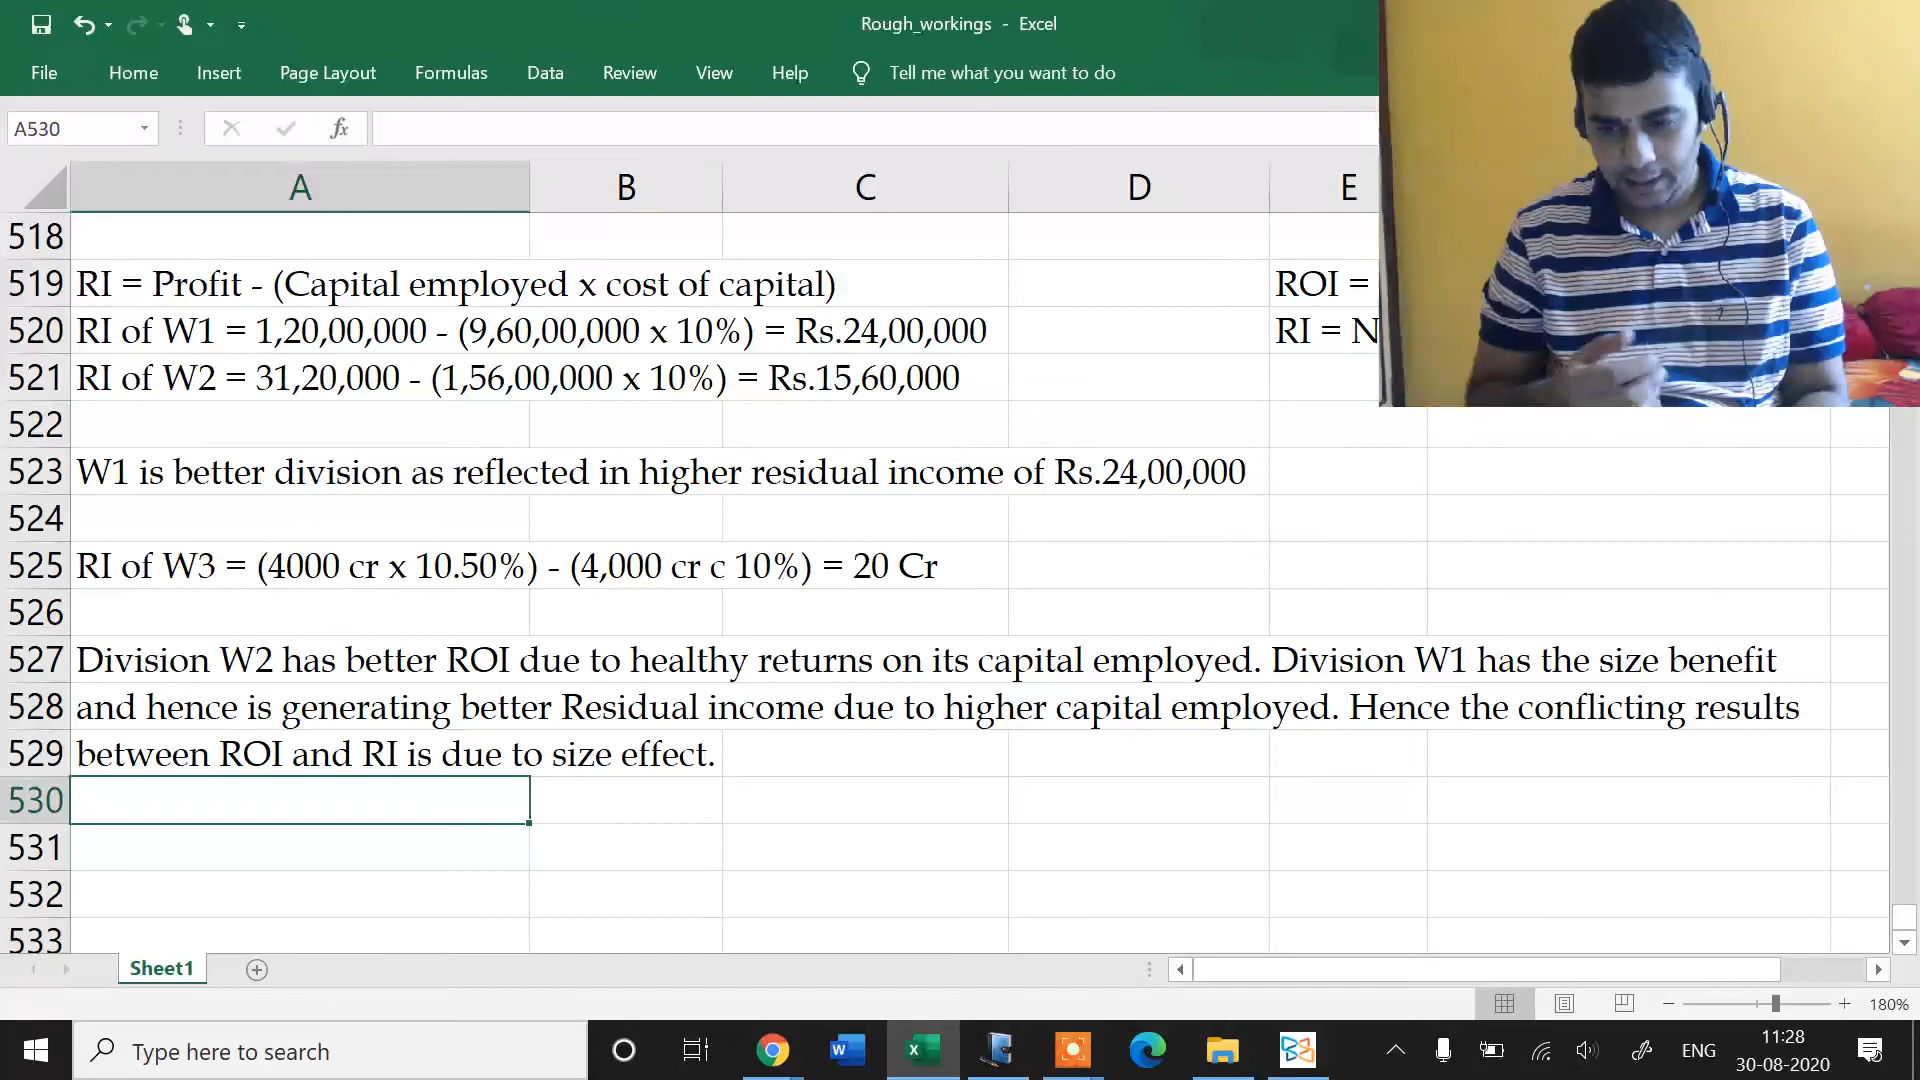 Rough_workings - Excel
File Home Insert Page Layout Formulas Data Review View Help Tell me what you want to do
A530 fx
A B C D E
518
519 RI = Profit - (Capital employed x cost of capital) ROI =
520 RI of W1 = 1,20,00,000 - (9,60,00,000 x 10%) = Rs.24,00,000 RI = N
521 RI of W2 = 31,20,000 - (1,56,00,000 x 10%) = Rs.15,60,000
522
523 W1 is better division as reflected in higher residual income of Rs.24,00,000
524
525 RI of W3 = (4000 cr x 10.50%) - (4,000 cr c 10%) = 20 Cr
526
527 Division W2 has better ROI due to healthy returns on its capital employed. Division W1 has the size benefit
528 and hence is generating better Residual income due to higher capital employed. Hence the conflicting results
529 between ROI and RI is due to size effect.
530
531
532
533
Sheet1
180%
Type here to search
W
X
ENG
11:28
30-08-2020